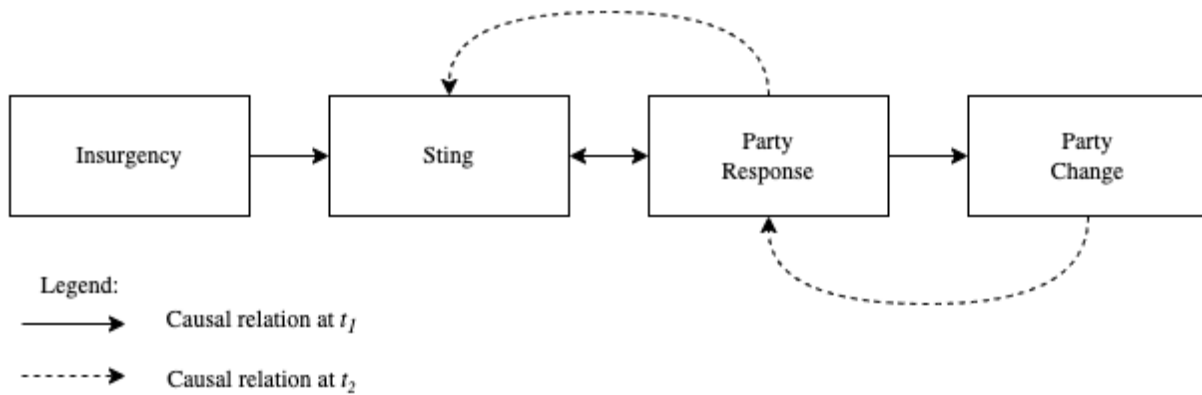 Insurgency
Sting
Party
Response
Party
Change
Legend:
Causal relation at t₁
Causal relation at t₂